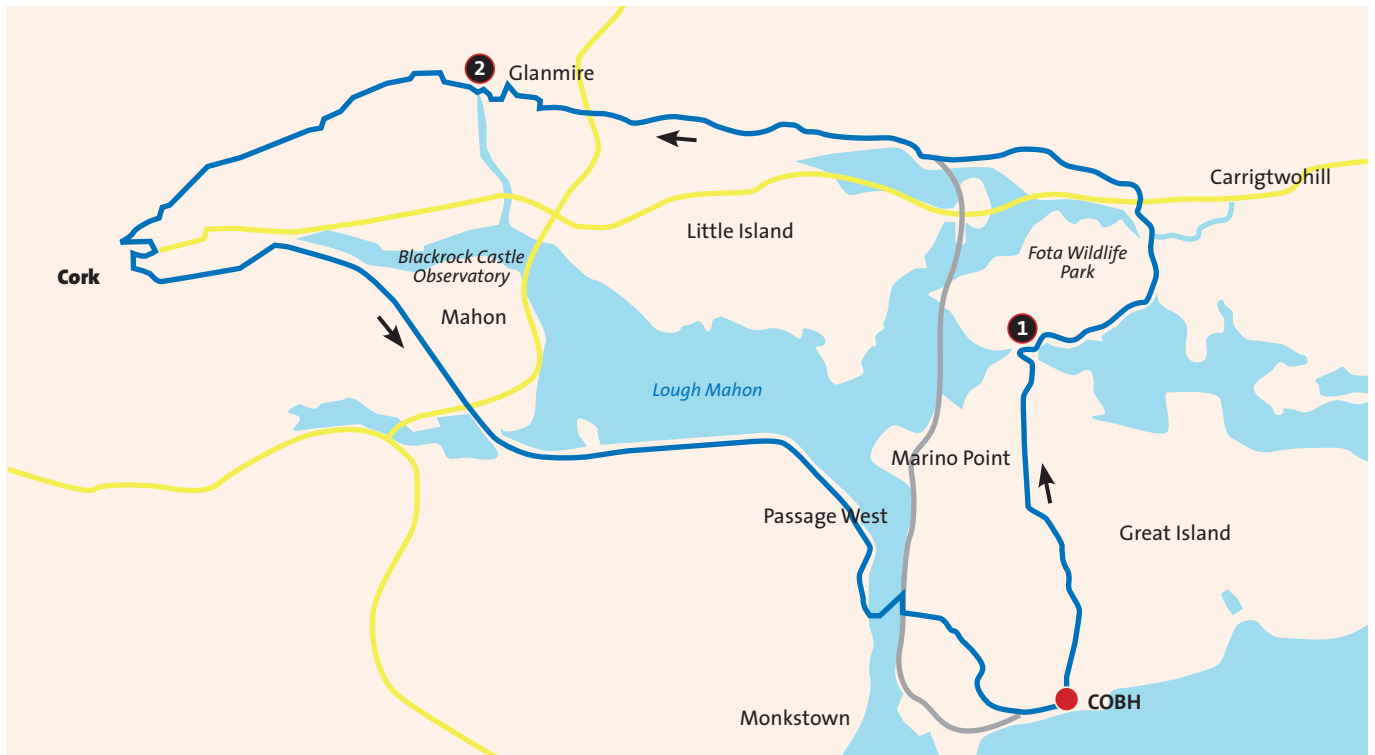 2
Glanmire
Carrigtwohill
Little Island
Blackrock Castle
Observatory
Fota Wildlife
Park
Cork
Mahon
1
Lough Mahon
Marino Point
Passage West
Great Island
COBH
Monkstown